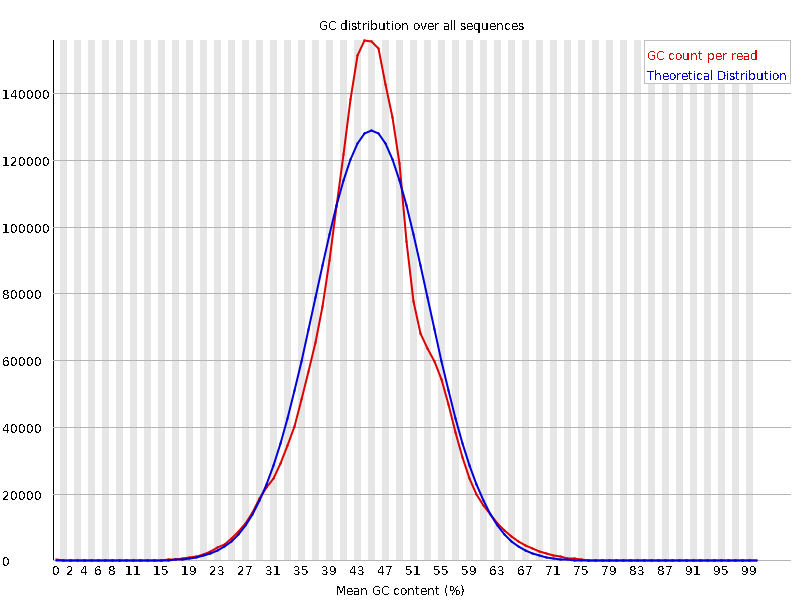 GC distribution over all sequences
GC count per read
Theoretical Distribution
140000
120000
100000
80000
60000
40000
20000
0
0 2 4 6 8 11 15 19 23 27 31 35 39 43 47 51 55 59 63 67 71 75 79 83 87 91 95 99
Mean GC content (%)